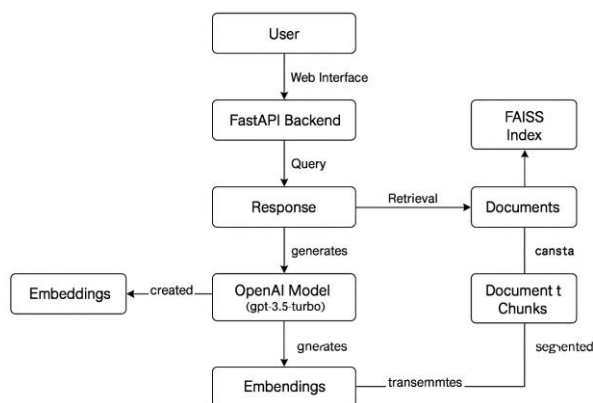 User
Web Interface
FastAPI Backend
FAISS
Index
Query
Response
Retrieval
Documents
generates
cansta
Embeddings
created
OpenAI Model
(gpt-3.5-turbo)
Document t
Chunks
gnerates
segnented
Embendings
transemmtes